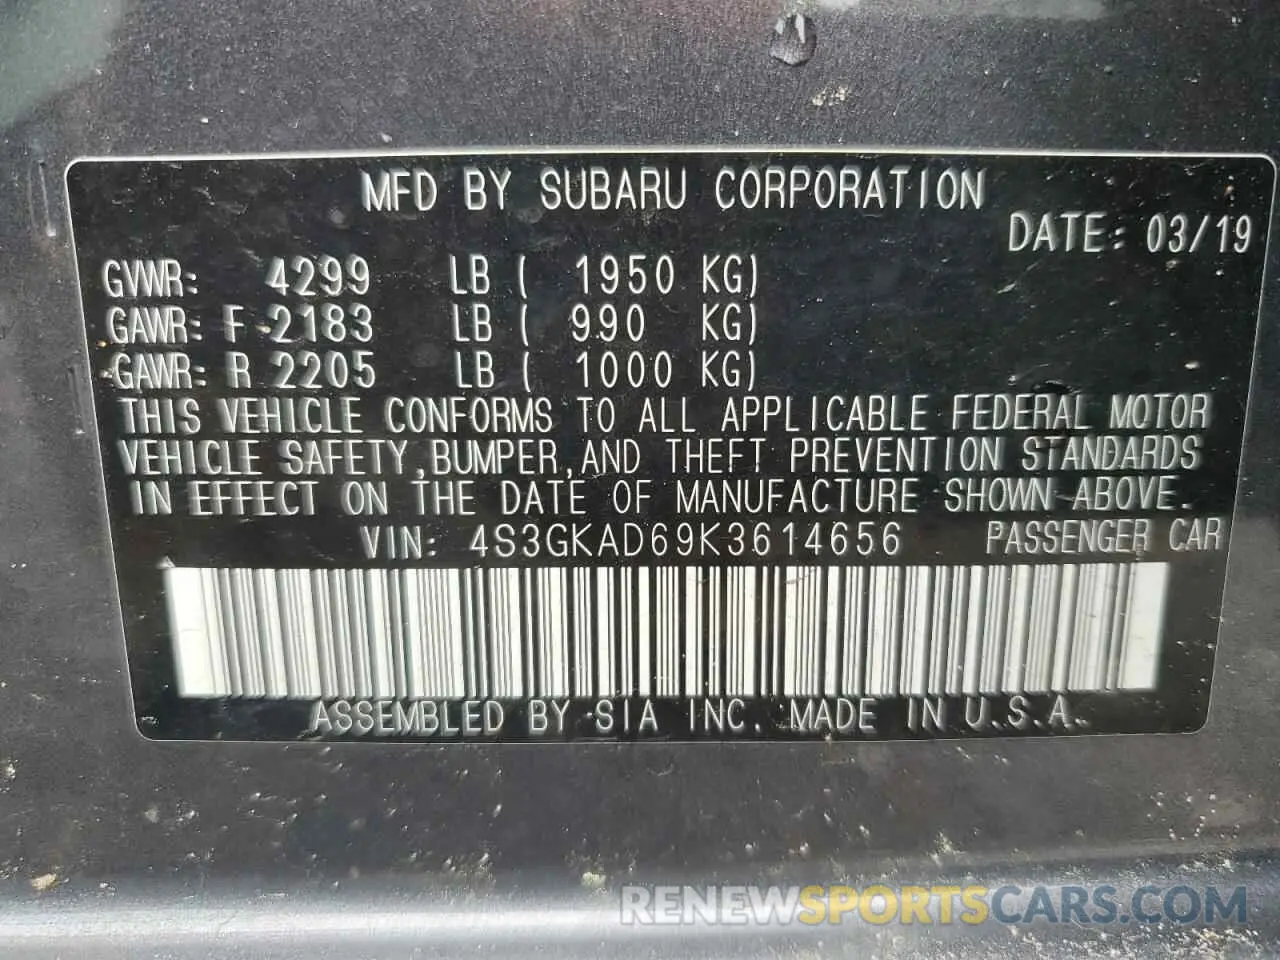 MFD BY SUBARU CORPORATION
DATE: 03/19
GVWR: 4299 LB ( 1950 KG)
GAWR: F 2183 LB ( 990 KG)
GAWR: R 2205 LB ( 1000 KG)
THIS VEHICLE CONFORMS TO ALL APPLICABLE FEDERAL MOTOR
VEHICLE SAFETY, BUMPER, AND THEFT PREVENTION STANDARDS
IN EFFECT ON THE DATE OF MANUFACTURE SHOWN ABOVE.
VIN: 4S3GKAD69K3614656 PASSENGER CAR
ASSEMBLED BY SIA INC. MADE IN U.S.A.
RENEWSPORTSCARS.COM